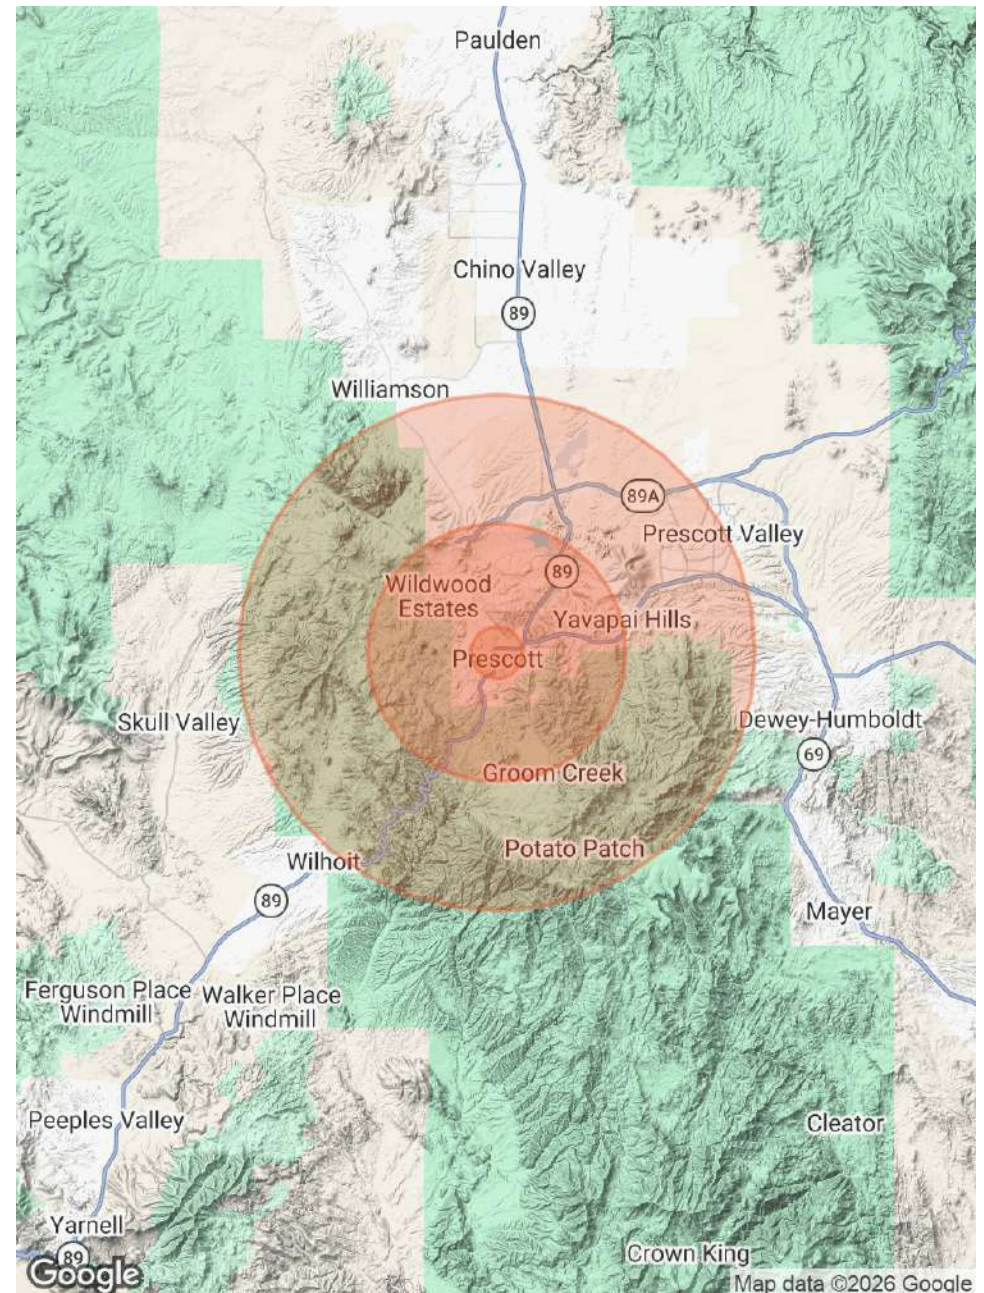 Paulden
Chino Valley
89
Williamson
89A
Prescott Valley
89
Wildwood
Estates
Yavapai Hills
Prescott
Skull Valley
Dewey-Humboldt
69
Groom Creek
Potato Patch
Wilhoit
89
Mayer
Ferguson Place
Windmill
Walker Place
Windmill
Peeples Valley
Cleator
Yarnell
89
Crown King
Google
Map data ©2026 Google